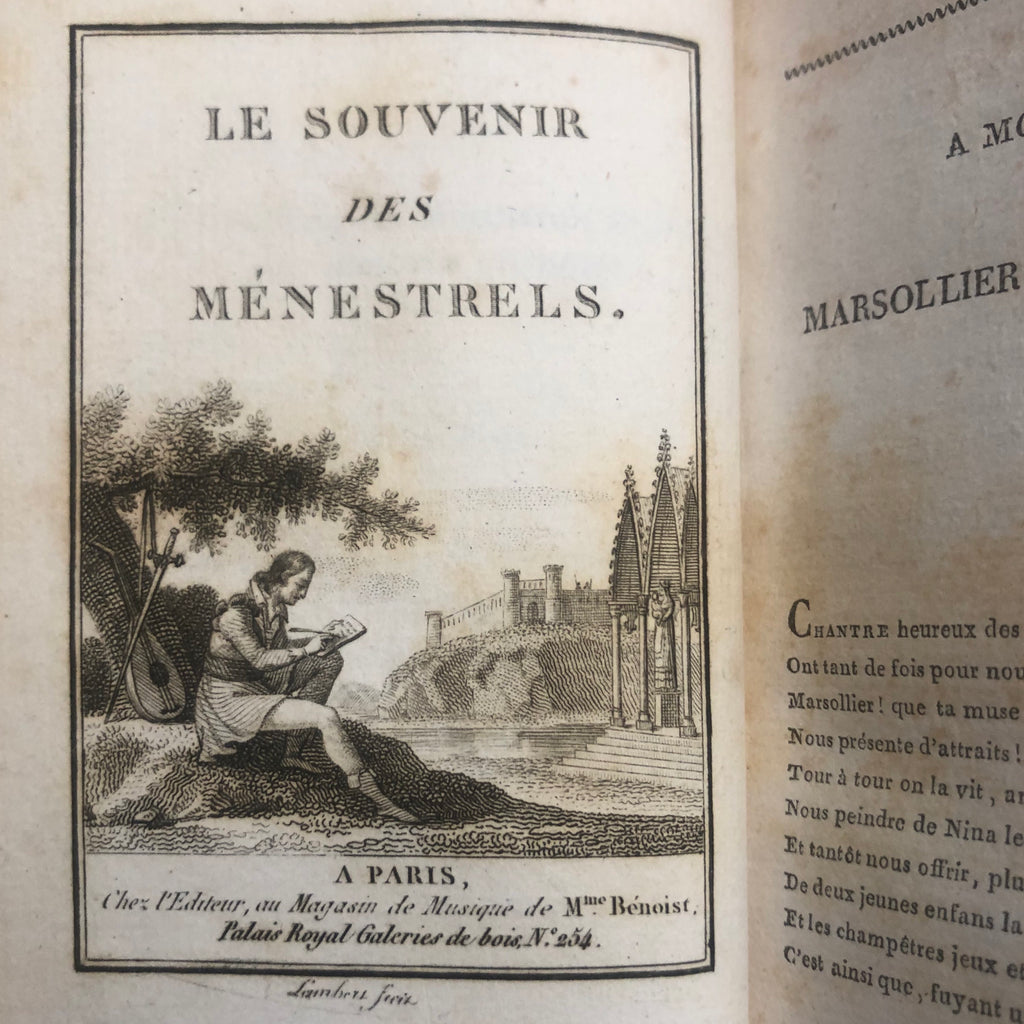 LE SOUVENIR
DES
MÉNESTRELS.
A PARIS,
Chez l'Editeur, au Magasin de Musique de Mme. Bénoist,
Palais Royal Galeries de bois, N.º 254.
Lambert fecit
A MO
MARSOLLIER
CHANTRE heureux des
Ont tant de fois pour nou
Marsollier! que ta muse
Nous présente d'attraits!
Tour à tour on la vit, ar
Nous peindre de Nina le
Et tantôt nous offrir, plu
De deux jeunes enfans la
Et les champêtres jeux et
C'est ainsi que, fuyant u